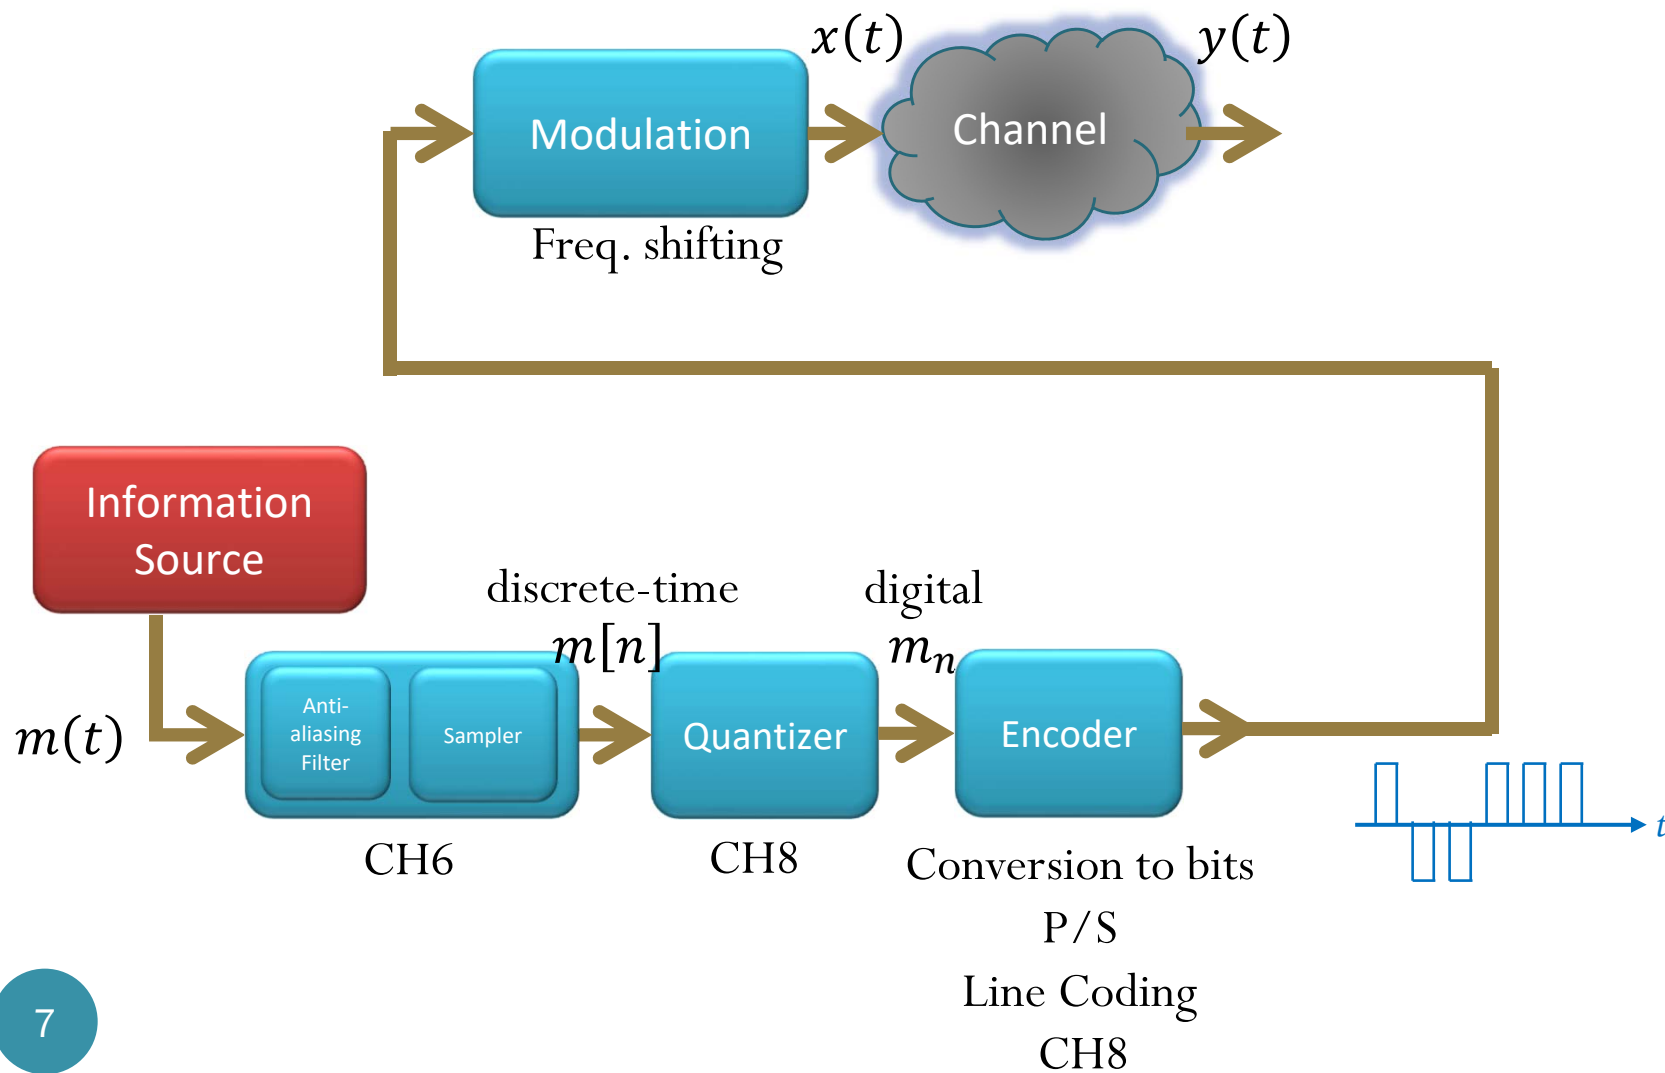 x(t)
y(t)
Modulation
Channel
Freq. shifting
Information
Source
discrete-time
m[n]
digital
mₙ
m(t)
Anti-
aliasing
Filter
Sampler
Quantizer
Encoder
t
CH6
CH8
Conversion to bits
P/S
Line Coding
CH8
7